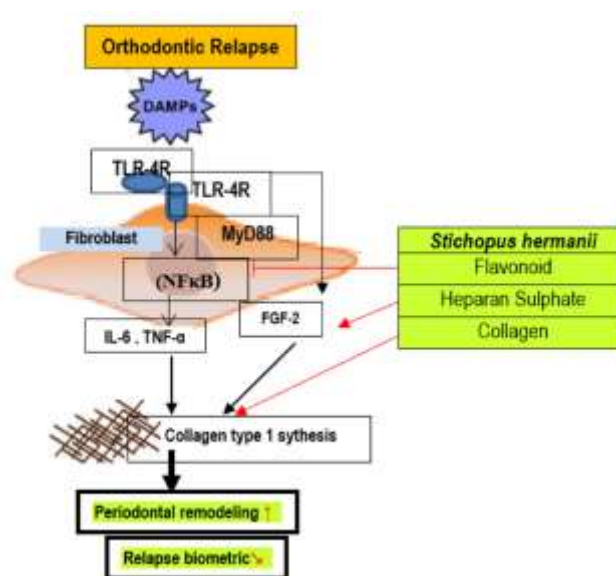 Orthodontic Relapse
DAMPs
TLR-4R
TLR-4R
MyD88
Fibroblast
(NFκB)
IL-6 , TNF-α
FGF-2
Stichopus hermanii
Flavonoid
Heparan Sulphate
Collagen
Collagen type 1 sythesis
Periodontal remodeling ↑
Relapse biometric↘